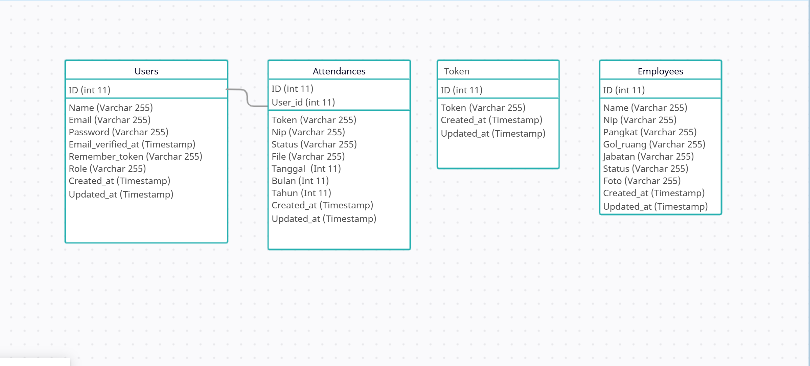 Users
ID (int 11)
Name (Varchar 255)
Email (Varchar 255)
Password (Varchar 255)
Email_verified_at (Timestamp)
Remember_token (Varchar 255)
Role (Varchar 255)
Created_at (Timestamp)
Updated_at (Timestamp)
Attendances
ID (int 11)
User_id (int 11)
Token (Varchar 255)
Nip (Varchar 255)
Status (Varchar 255)
File (Varchar 255)
Tanggal (Int 11)
Bulan (Int 11)
Tahun (Int 11)
Created_at (Timestamp)
Updated_at (Timestamp)
Token
ID (int 11)
Token (Varchar 255)
Created_at (Timestamp)
Updated_at (Timestamp)
Employees
ID (int 11)
Name (Varchar 255)
Nip (Varchar 255)
Pangkat (Varchar 255)
Gol_ruang (Varchar 255)
Jabatan (Varchar 255)
Status (Varchar 255)
Foto (Varchar 255)
Created_at (Timestamp)
Updated_at (Timestamp)